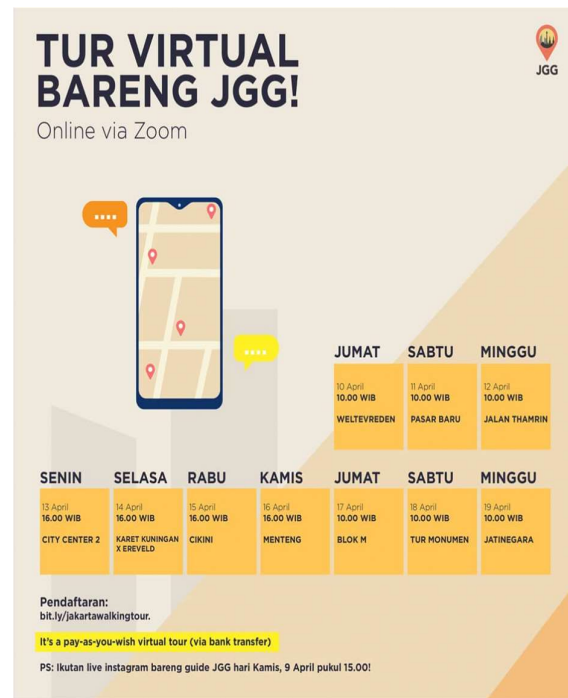 TUR VIRTUAL
BARENG JGG!
Online via Zoom
JGG
....
....
JUMAT
10 April
10.00 WIB
WELTEVREDEN
SABTU
11 April
10.00 WIB
PASAR BARU
MINGGU
12 April
10.00 WIB
JALAN THAMRIN
SENIN
13 April
16.00 WIB
CITY CENTER 2
SELASA
14 April
16.00 WIB
KARET KUNINGAN
X EREVELD
RABU
15 April
16.00 WIB
CIKINI
KAMIS
16 April
16.00 WIB
MENTENG
JUMAT
17 April
10.00 WIB
BLOK M
SABTU
18 April
10.00 WIB
TUR MONUMEN
MINGGU
19 April
10.00 WIB
JATINEGARA
Pendaftaran:
bit.ly/jakartawalkingtour.
It's a pay-as-you-wish virtual tour (via bank transfer)
PS: Ikutan live instagram bareng guide JGG hari Kamis, 9 April pukul 15.00!